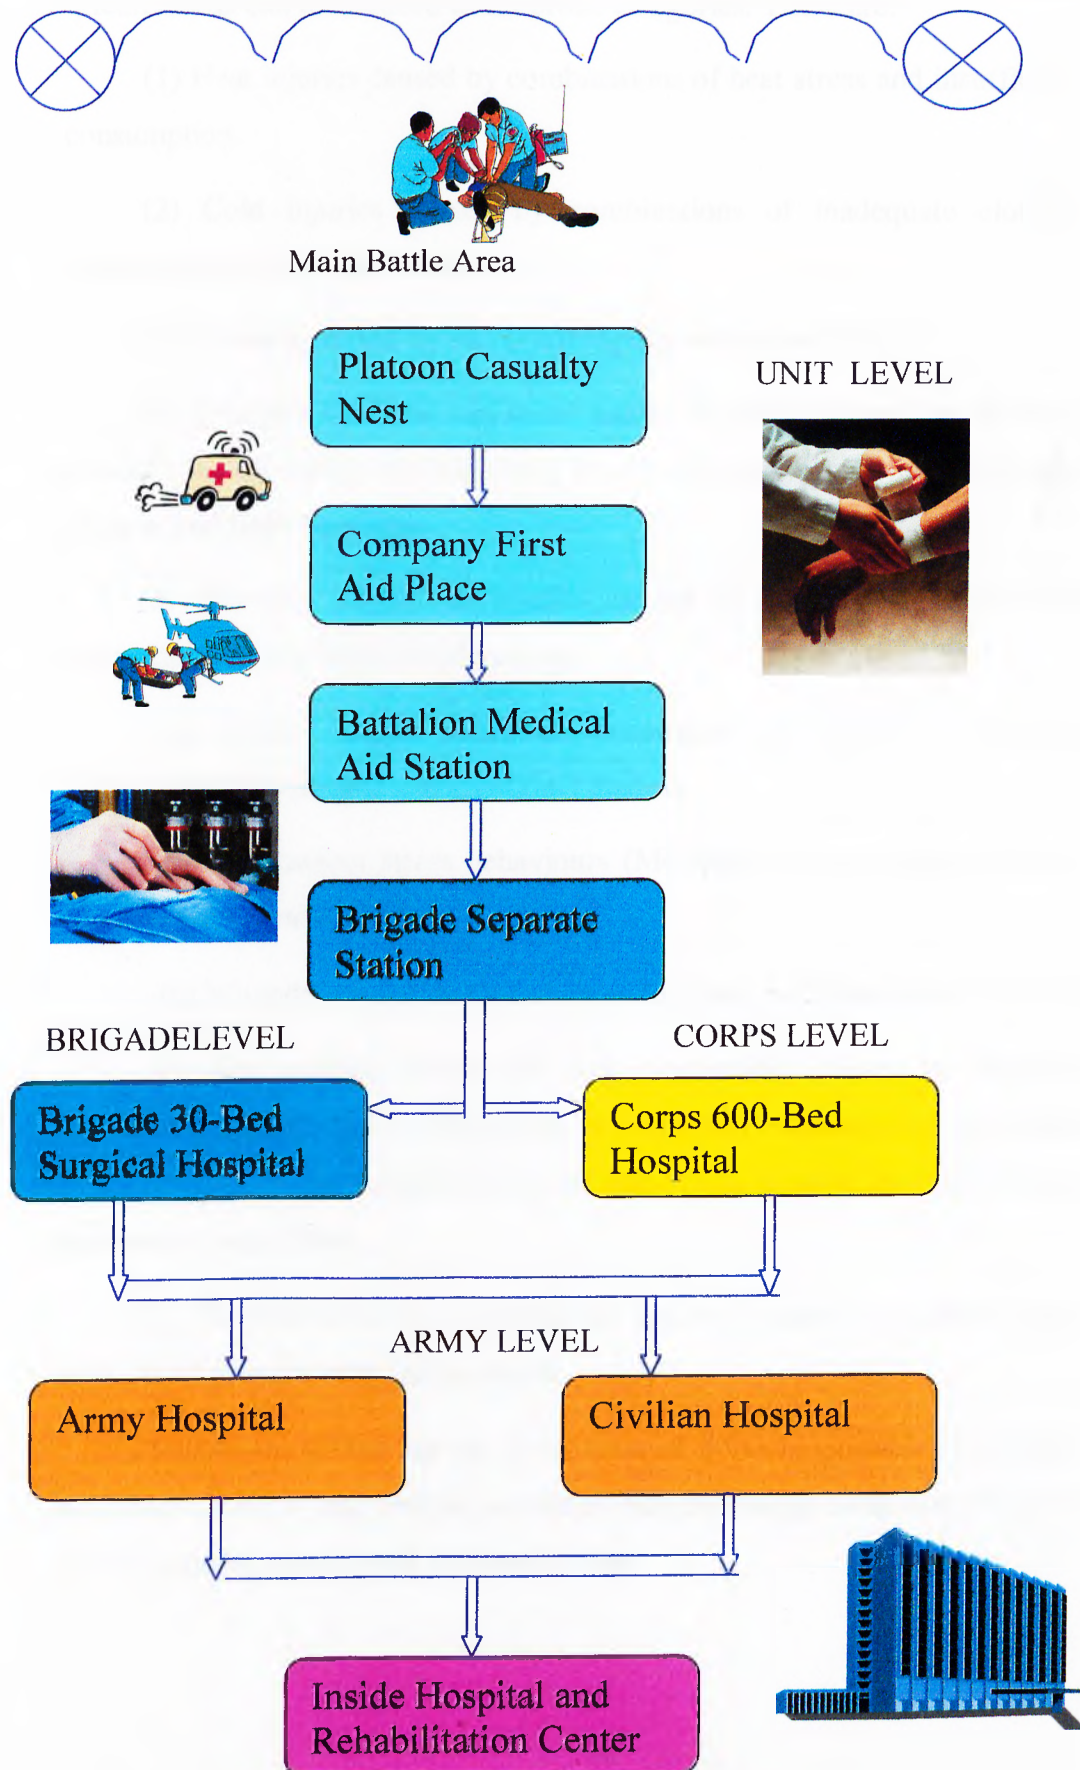 Main Battle Area
Platoon Casualty
Nest
UNIT LEVEL
Company First
Aid Place
Battalion Medical
Aid Station
Brigade Separate
Station
BRIGADELEVEL
CORPS LEVEL
Brigade 30-Bed
Surgical Hospital
Corps 600-Bed
Hospital
ARMY LEVEL
Army Hospital
Civilian Hospital
Inside Hospital and
Rehabilitation Center